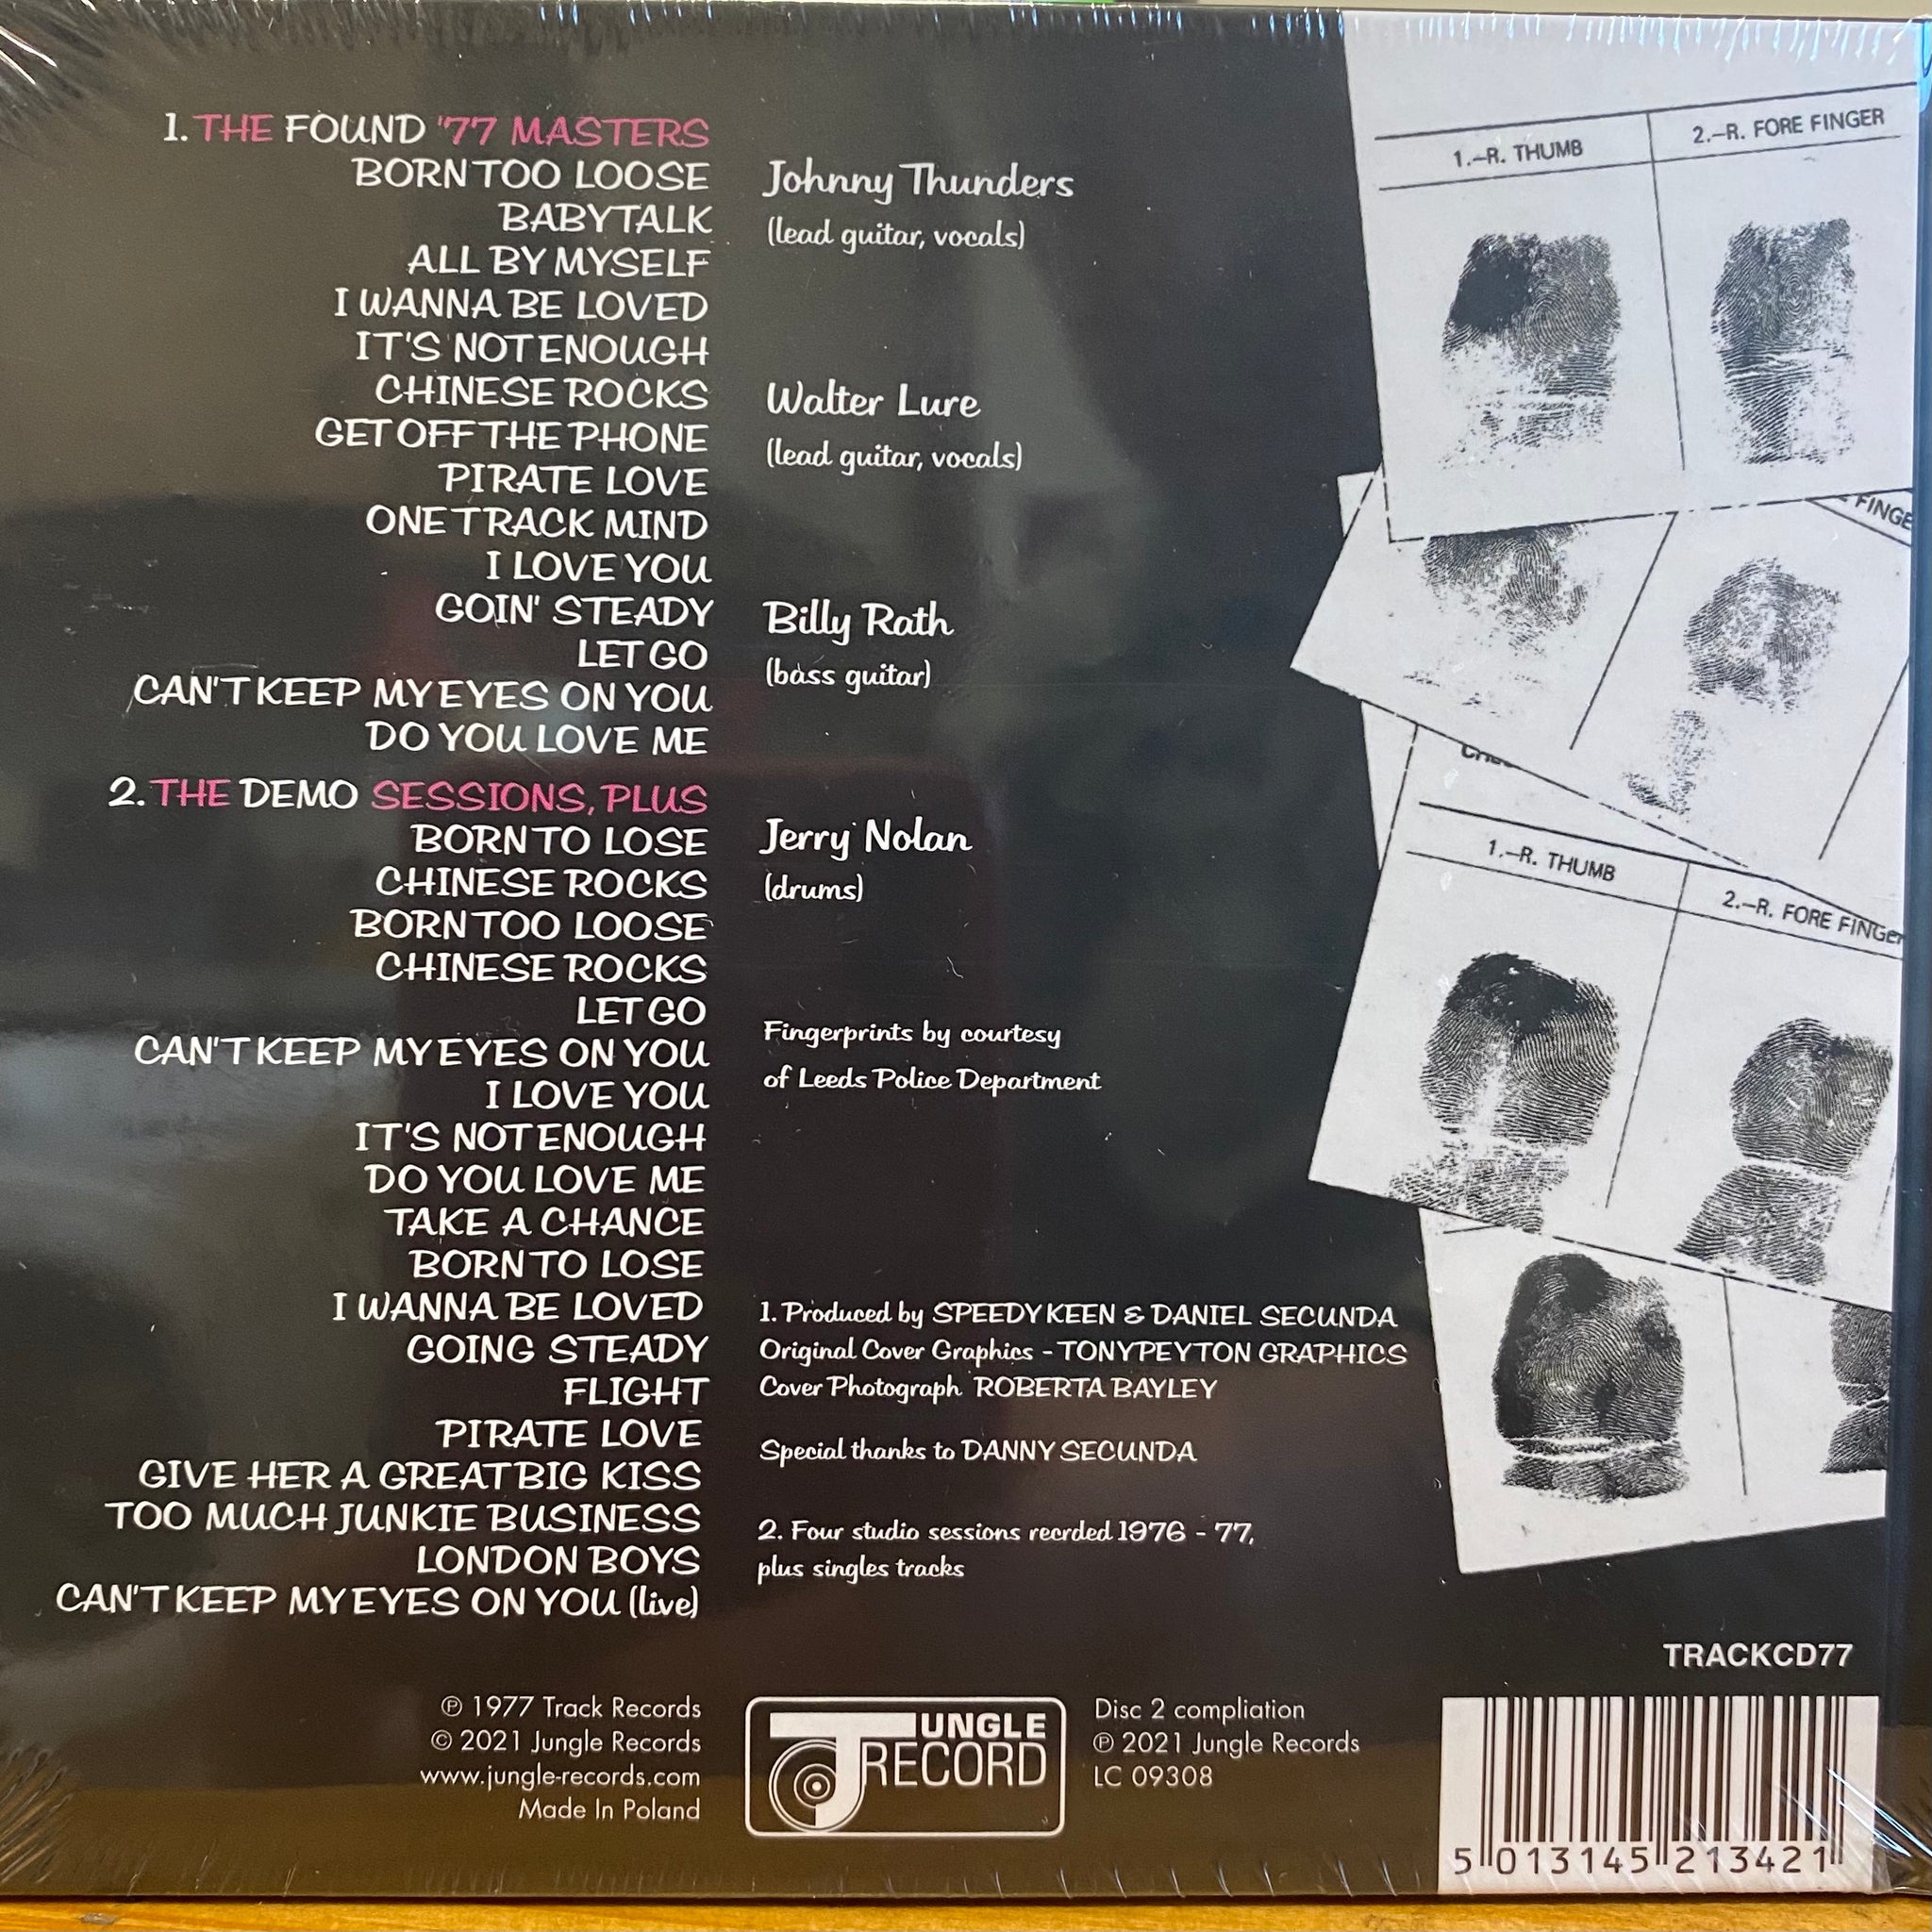 1. THE FOUND '77 MASTERS
BORN TOO LOOSE
BABY TALK
ALL BY MYSELF
I WANNA BE LOVED
IT'S NOT ENOUGH
CHINESE ROCKS
GET OFF THE PHONE
PIRATE LOVE
ONE TRACK MIND
I LOVE YOU
GOIN' STEADY
LET GO
CAN'T KEEP MY EYES ON YOU
DO YOU LOVE ME
2. THE DEMO SESSIONS, PLUS
BORN TO LOSE
CHINESE ROCKS
BORN TOO LOOSE
CHINESE ROCKS
LET GO
CAN'T KEEP MY EYES ON YOU
I LOVE YOU
IT'S NOT ENOUGH
DO YOU LOVE ME
TAKE A CHANCE
BORN TO LOSE
I WANNA BE LOVED
GOING STEADY
FLIGHT
PIRATE LOVE
GIVE HER A GREAT BIG KISS
TOO MUCH JUNKIE BUSINESS
LONDON BOYS
CAN'T KEEP MY EYES ON YOU (live)
Johnny Thunders
(lead guitar, vocals)
Walter Lure
(lead guitar, vocals)
Billy Rath
(bass guitar)
Jerry Nolan
(drums)
Fingerprints by courtesy
of Leeds Police Department
1. Produced by SPEEDY KEEN & DANIEL SECUNDA
Original Cover Graphics - TONY PEYTON GRAPHICS
Cover Photograph ROBERTA BAYLEY
Special thanks to DANNY SECUNDA
2. Four studio sessions recrded 1976 - 77,
plus singles tracks
1.-R. THUMB
2.-R. FORE FINGER
FINGE
1.-R. THUMB
2.-R. FORE FINGER
℗ 1977 Track Records
© 2021 Jungle Records
www.jungle-records.com
Made In Poland
JUNGLE
RECORD
Disc 2 compliation
℗ 2021 Jungle Records
LC 09308
TRACKCD77
5 013145 213421